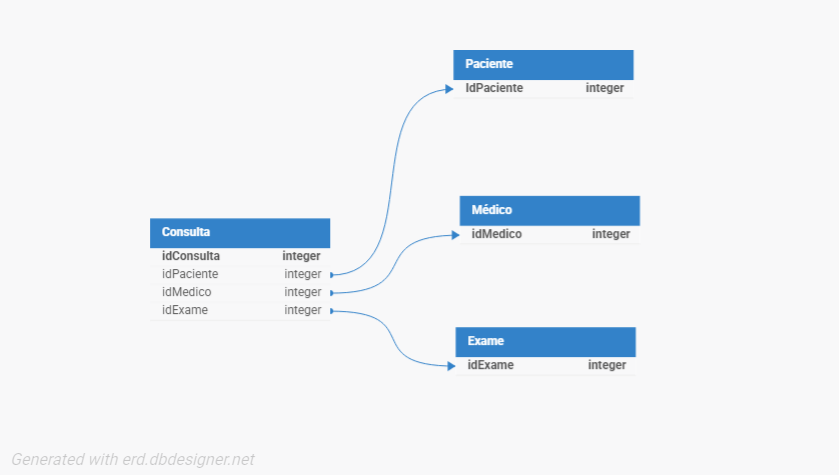 Paciente
IdPaciente integer
Médico
idMedico integer
Consulta
idConsulta integer
idPaciente integer
idMedico integer
idExame integer
Exame
idExame integer
Generated with erd.dbdesigner.net